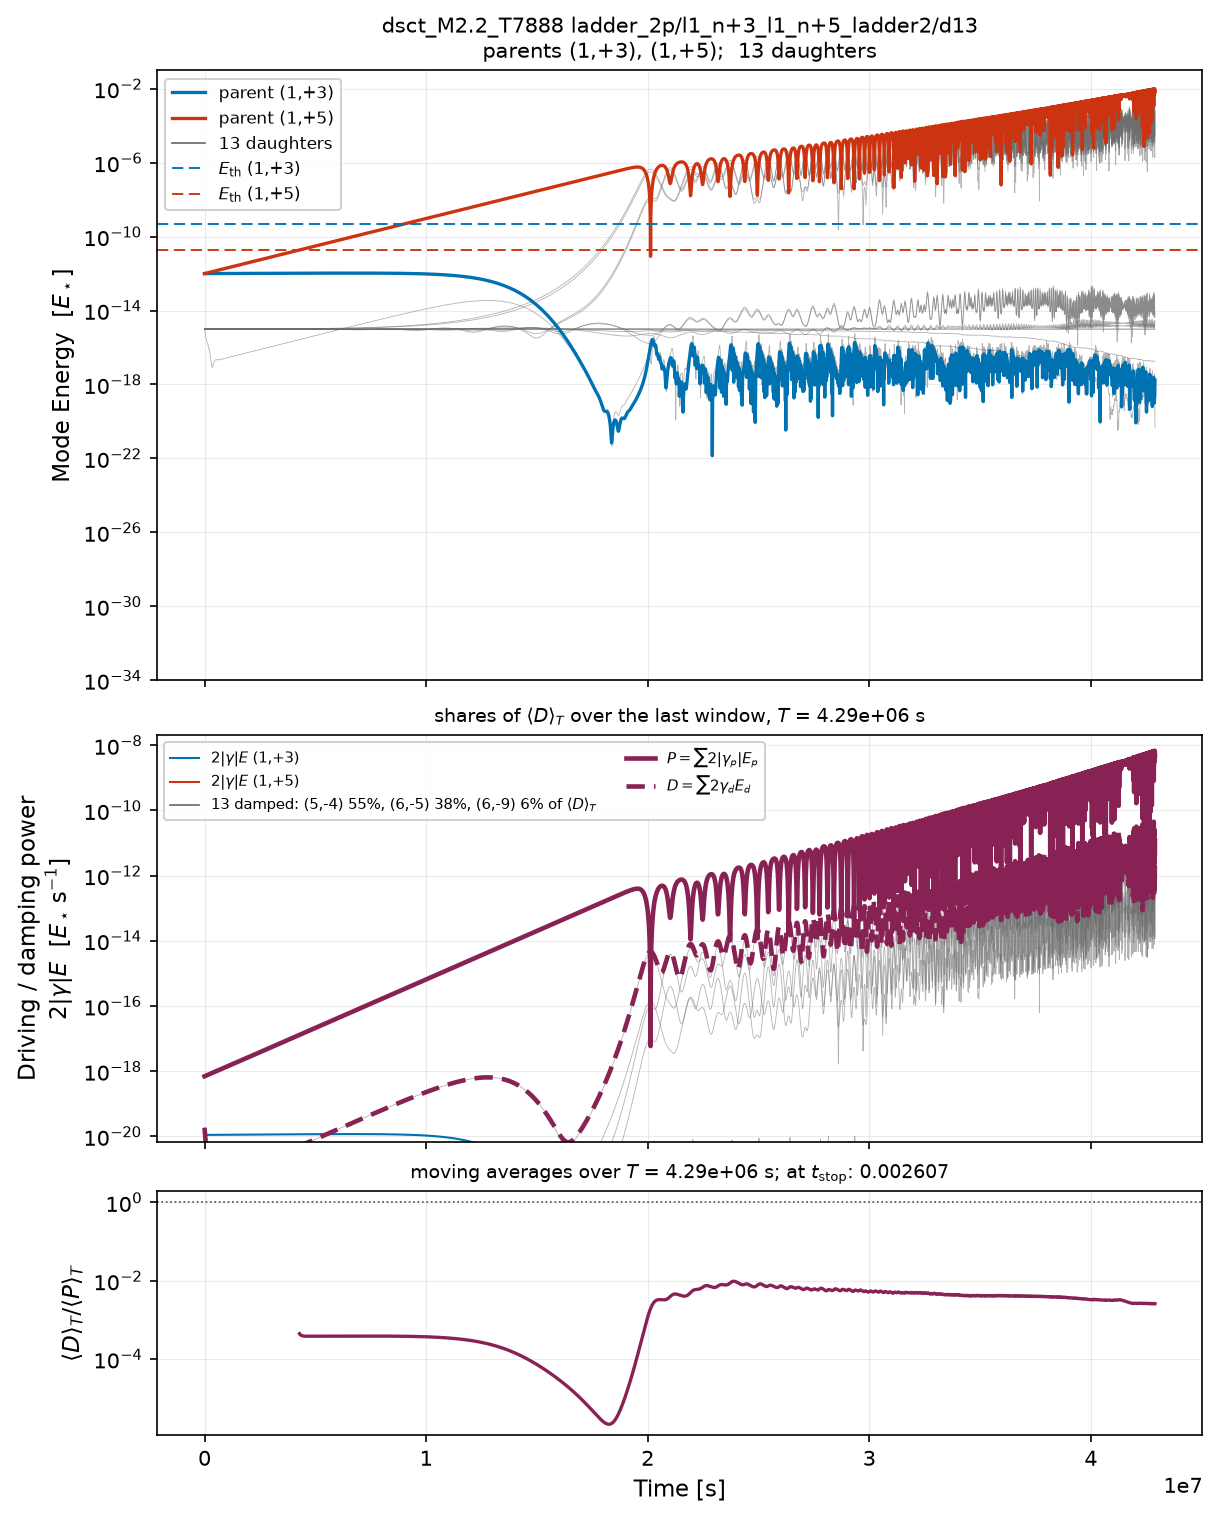 dsct_M2.2_T7888 ladder_2p/l1_n+3_l1_n+5_ladder2/d13
parents (1,+3), (1,+5);  13 daughters
parent (1,+3)
parent (1,+5)
13 daughters
E_th (1,+3)
E_th (1,+5)
Mode Energy [E⋆]
10⁻²
10⁻⁶
10⁻¹⁰
10⁻¹⁴
10⁻¹⁸
10⁻²²
10⁻²⁶
10⁻³⁰
10⁻³⁴
shares of ⟨D⟩_T over the last window, T = 4.29e+06 s
2|γ|E (1,+3)
2|γ|E (1,+5)
13 damped: (5,-4) 55%, (6,-5) 38%, (6,-9) 6% of ⟨D⟩_T
P = ∑2|γ_p|E_p
D = ∑2γ_dE_d
Driving / damping power
2|γ|E [E⋆ s⁻¹]
10⁻⁸
10⁻¹⁰
10⁻¹²
10⁻¹⁴
10⁻¹⁶
10⁻¹⁸
10⁻²⁰
moving averages over T = 4.29e+06 s; at t_stop: 0.002607
⟨D⟩_T/⟨P⟩_T
10⁰
10⁻²
10⁻⁴
0 1 2 3 4
1e7
Time [s]